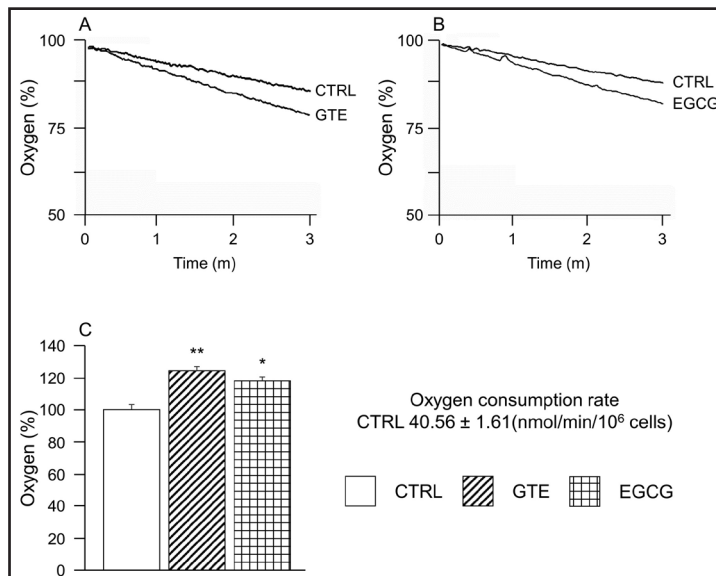 A
100
75
50
Oxygen (%)
CTRL
GTE
0 1 2 3
Time (m)
B
100
75
50
Oxygen (%)
CTRL
EGCG
0 1 2 3
Time (m)
C
140
120
100
80
60
40
20
0
Oxygen (%)
**
*
Oxygen consumption rate
CTRL 40.56 ± 1.61(nmol/min/10⁶ cells)
CTRL GTE EGCG